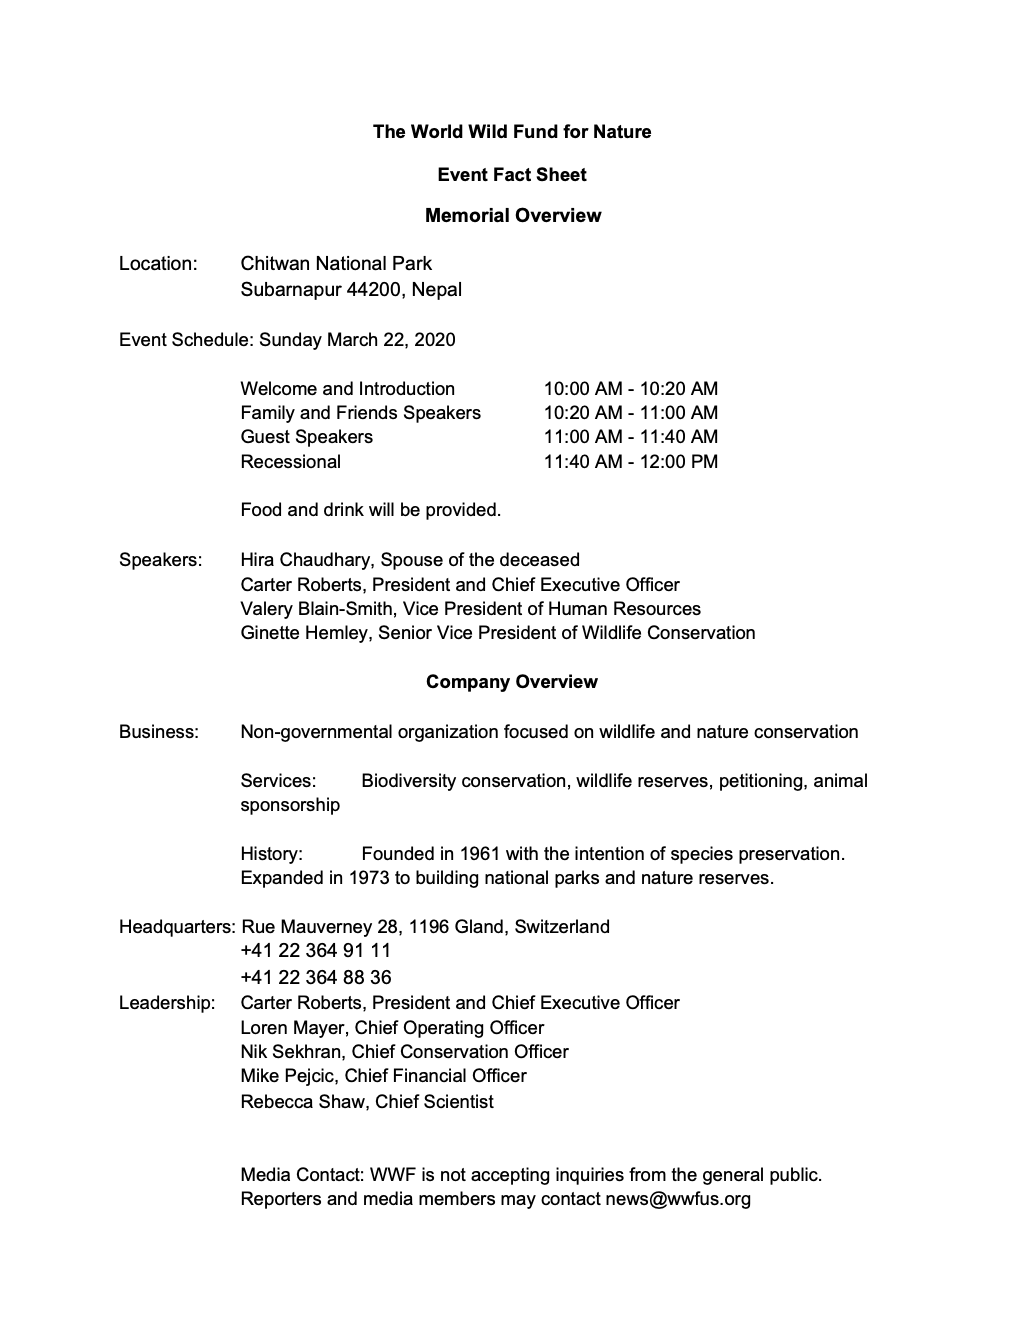 The World Wild Fund for Nature
Event Fact Sheet
Memorial Overview
Location: Chitwan National Park
Subarnapur 44200, Nepal
Event Schedule: Sunday March 22, 2020
Welcome and Introduction 10:00 AM - 10:20 AM
Family and Friends Speakers 10:20 AM - 11:00 AM
Guest Speakers 11:00 AM - 11:40 AM
Recessional 11:40 AM - 12:00 PM
Food and drink will be provided.
Speakers: Hira Chaudhary, Spouse of the deceased
Carter Roberts, President and Chief Executive Officer
Valery Blain-Smith, Vice President of Human Resources
Ginette Hemley, Senior Vice President of Wildlife Conservation
Company Overview
Business: Non-governmental organization focused on wildlife and nature conservation
Services: Biodiversity conservation, wildlife reserves, petitioning, animal
sponsorship
History: Founded in 1961 with the intention of species preservation.
Expanded in 1973 to building national parks and nature reserves.
Headquarters: Rue Mauverney 28, 1196 Gland, Switzerland
+41 22 364 91 11
+41 22 364 88 36
Leadership: Carter Roberts, President and Chief Executive Officer
Loren Mayer, Chief Operating Officer
Nik Sekhran, Chief Conservation Officer
Mike Pejcic, Chief Financial Officer
Rebecca Shaw, Chief Scientist
Media Contact: WWF is not accepting inquiries from the general public.
Reporters and media members may contact news@wwfus.org